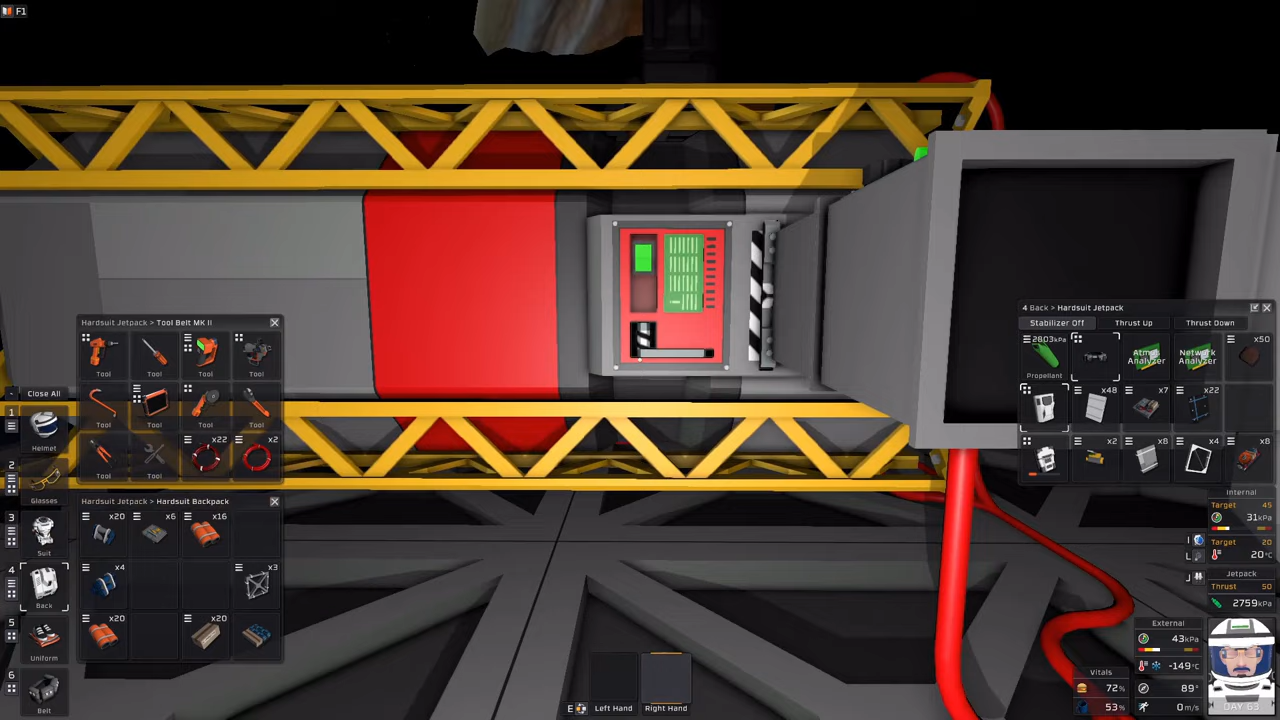 F1
Hardsuit Jetpack > Tool Belt MK II
Tool
Tool
Tool
Tool
Tool
Tool
Tool
Tool
x22
x2
Tool
Tool
Tool
Tool
Hardsuit Jetpack > Hardsuit Backpack
x20
x6
x16
x4
x3
x20
x20
Close All
1
Helmet
2
Glasses
3
Suit
4
Back
5
Uniform
6
Belt
E
Left Hand
Right Hand
4 Back > Hardsuit Jetpack
Stabilizer Off
Thrust Up
Thrust Down
2803kPa
Propellant
Atmos Analyzer
Network Analyzer
x50
x48
x7
x22
x2
x8
x4
x8
Internal
Target 45
31kPa
Target 20
20°C
Jetpack
Thrust 50
2759kPa
External
43kPa
-149°C
89°
0m/s
Vitals
72%
53%
DAY 63